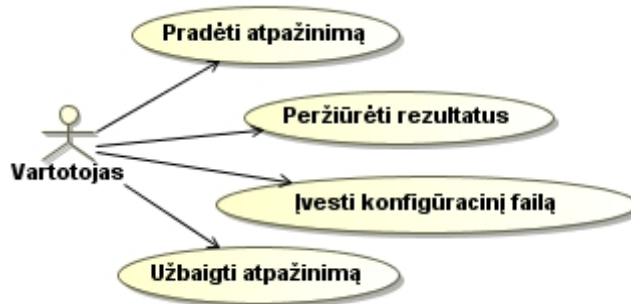 Pradėti atpažinimą
Peržiūrėti rezultatus
Vartotojas
Įvesti konfigūracinį failą
Užbaigti atpažinimą